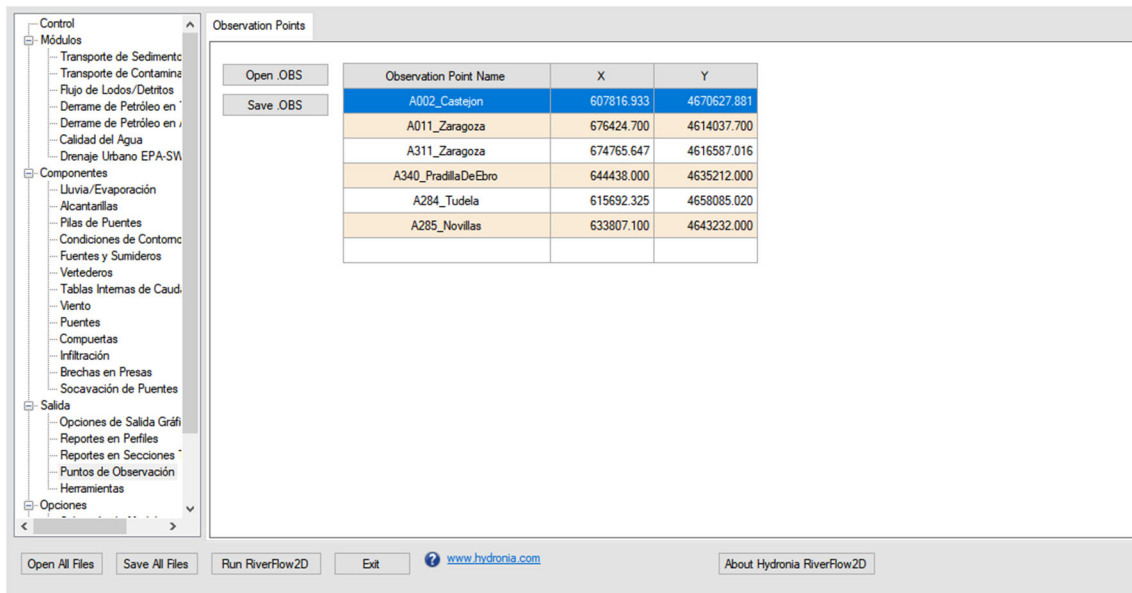 Control
Módulos
Transporte de Sedimento
Transporte de Contamina
Flujo de Lodos/Detritos
Derrame de Petróleo en
Derrame de Petróleo en
Calidad del Agua
Drenaje Urbano EPA-SW
Componentes
Lluvia/Evaporación
Alcantarillas
Pilas de Puentes
Condiciones de Contorno
Fuentes y Sumideros
Vertederos
Tablas Internas de Cauda
Viento
Puentes
Compuertas
Infiltración
Brechas en Presas
Socavación de Puentes
Salida
Opciones de Salida Gráfi
Reportes en Perfiles
Reportes en Secciones
Puntos de Observación
Herramientas
Opciones
Observation Points
Open .OBS
Save .OBS
Observation Point Name X Y
A002_Castejon 607816.933 4670627.881
A011_Zaragoza 676424.700 4614037.700
A311_Zaragoza 674765.647 4616587.016
A340_PradillaDeEbro 644438.000 4635212.000
A284_Tudela 615692.325 4658085.020
A285_Novillas 633807.100 4643232.000
Open All Files Save All Files Run RiverFlow2D Exit ? www.hydronia.com About Hydronia RiverFlow2D